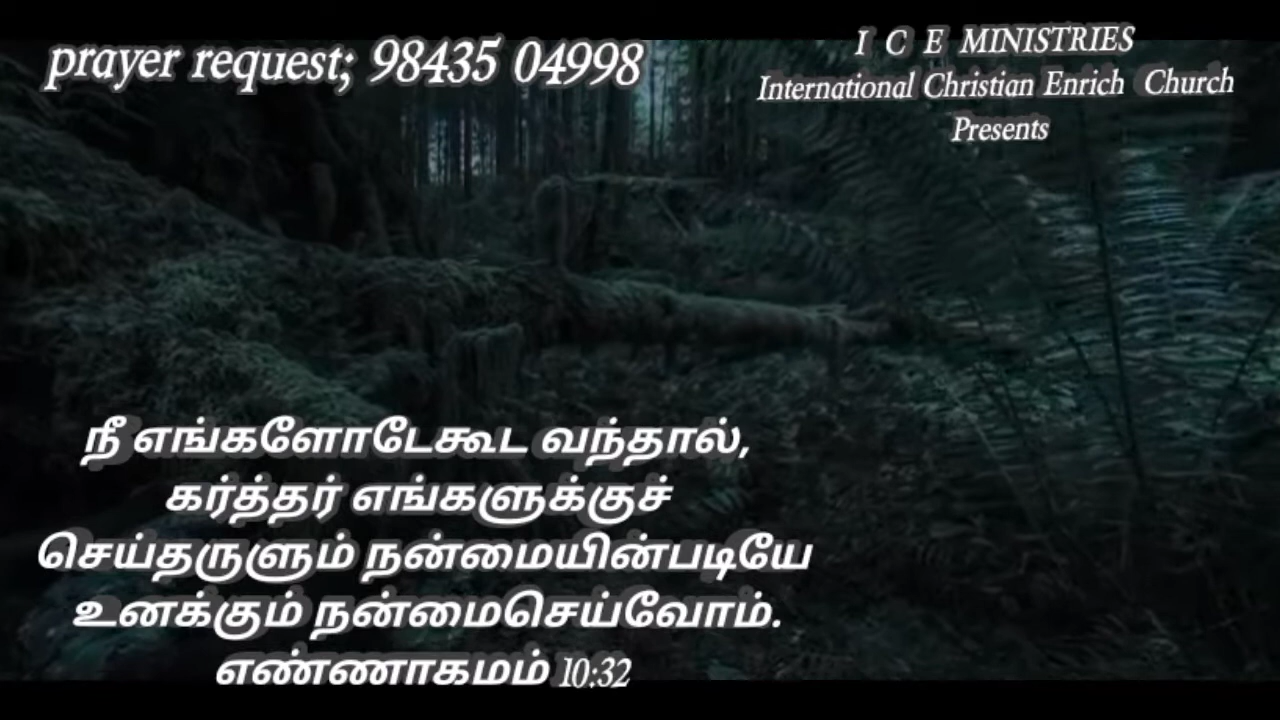 prayer request; 98435 04998
I C E MINISTRIES
International Christian Enrich Church
Presents
நீ எங்களோடேகூட வந்தால்,
கர்த்தர் எங்களுக்குச்
செய்தருளும் நன்மையின்படியே
உனக்கும் நன்மைசெய்வோம்.
எண்ணாகமம் 10:32